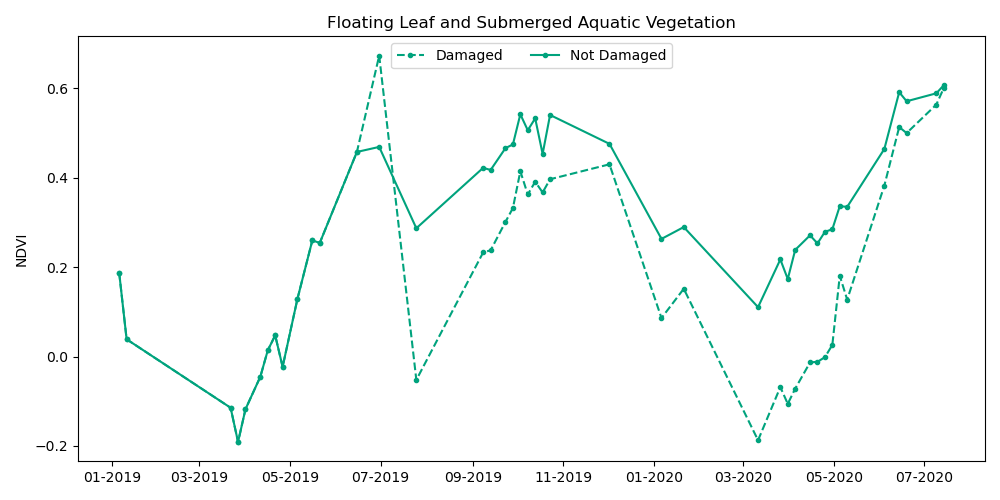 Floating Leaf and Submerged Aquatic Vegetation
Damaged Not Damaged
NDVI
0.6
0.4
0.2
0.0
−0.2
01-2019 03-2019 05-2019 07-2019 09-2019 11-2019 01-2020 03-2020 05-2020 07-2020